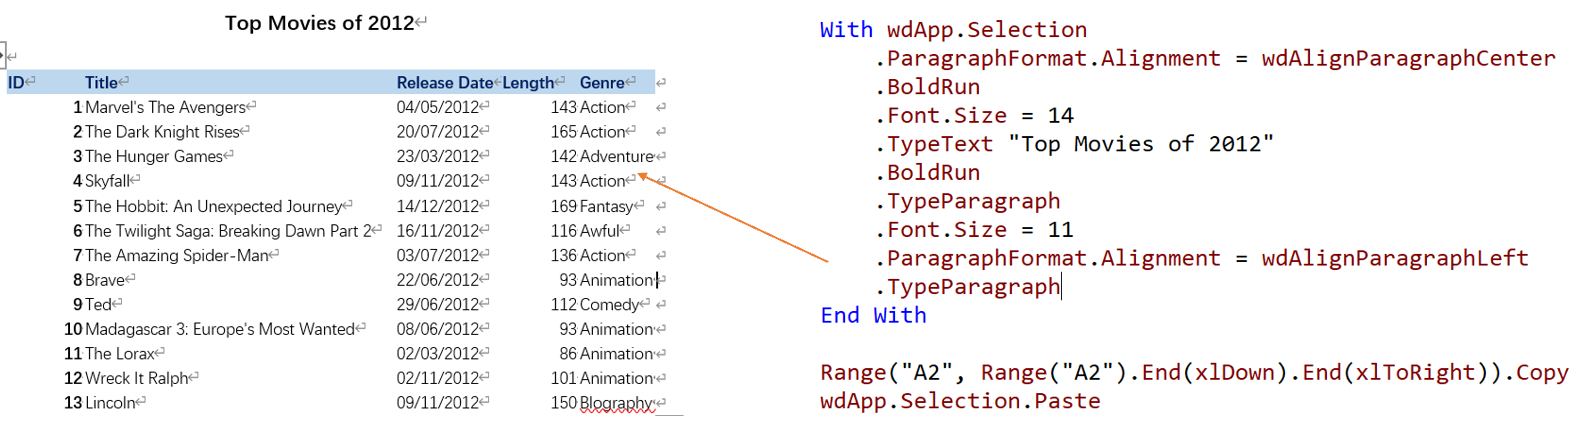 Top Movies of 2012
ID Title Release Date Length Genre
1 Marvel's The Avengers 04/05/2012 143 Action
2 The Dark Knight Rises 20/07/2012 165 Action
3 The Hunger Games 23/03/2012 142 Adventure
4 Skyfall 09/11/2012 143 Action
5 The Hobbit: An Unexpected Journey 14/12/2012 169 Fantasy
6 The Twilight Saga: Breaking Dawn Part 2 16/11/2012 116 Awful
7 The Amazing Spider-Man 03/07/2012 136 Action
8 Brave 22/06/2012 93 Animation
9 Ted 29/06/2012 112 Comedy
10 Madagascar 3: Europe's Most Wanted 08/06/2012 93 Animation
11 The Lorax 02/03/2012 86 Animation
12 Wreck It Ralph 02/11/2012 101 Animation
13 Lincoln 09/11/2012 150 BIography
With wdApp.Selection
.ParagraphFormat.Alignment = wdAlignParagraphCenter
.BoldRun
.Font.Size = 14
.TypeText "Top Movies of 2012"
.BoldRun
.TypeParagraph
.Font.Size = 11
.ParagraphFormat.Alignment = wdAlignParagraphLeft
.TypeParagraph
End With
Range("A2", Range("A2").End(xlDown).End(xlToRight)).Copy
wdApp.Selection.Paste